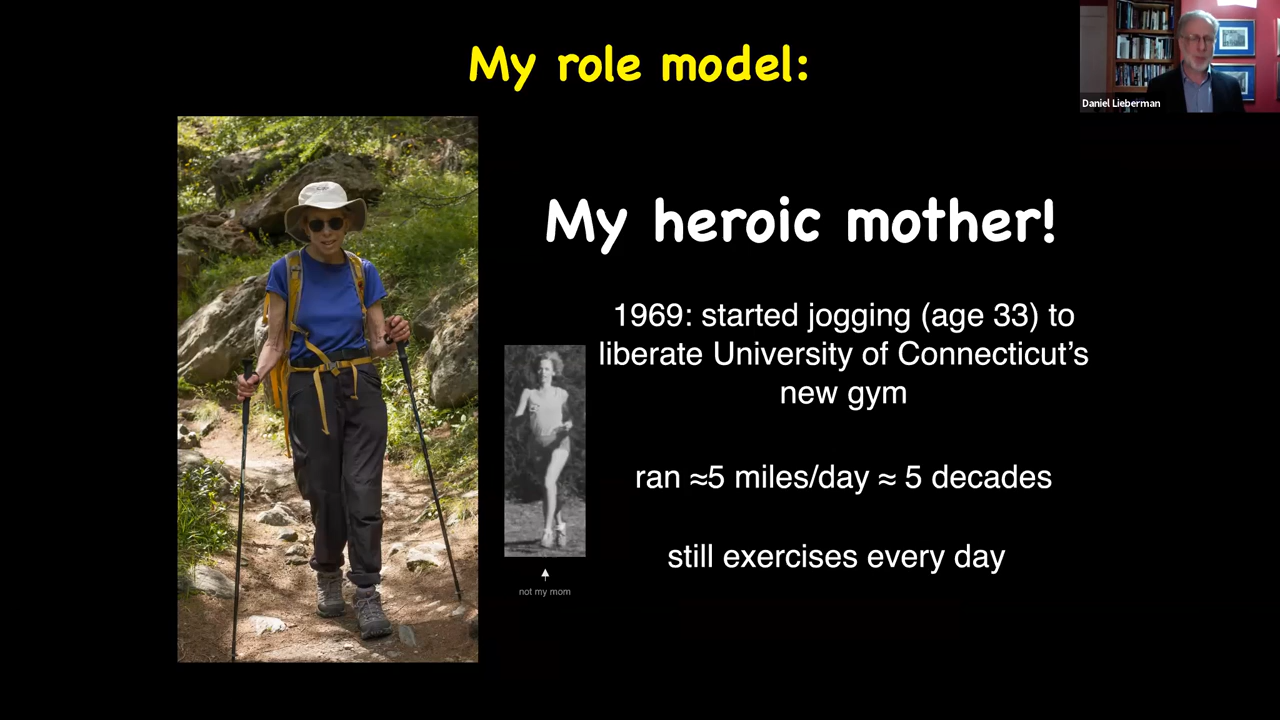 My role model:
Daniel Lieberman
My heroic mother!
1969: started jogging (age 33) to
liberate University of Connecticut's
new gym
ran ≈5 miles/day ≈ 5 decades
still exercises every day
not my mom